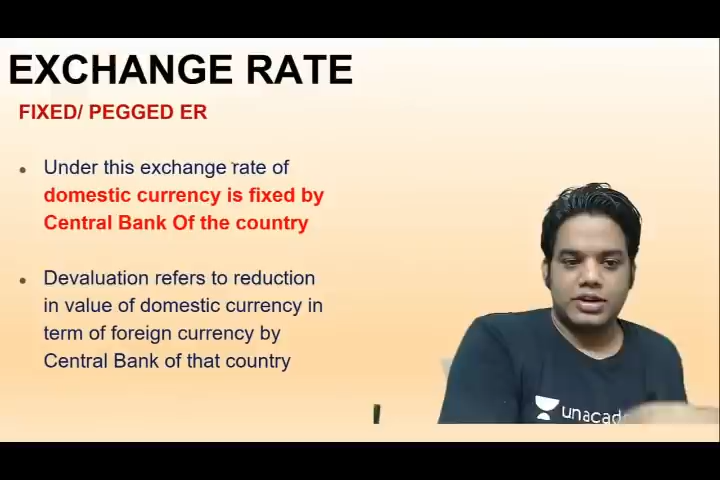 EXCHANGE RATE
FIXED/ PEGGED ER
Under this exchange rate of
domestic currency is fixed by
Central Bank Of the country
Devaluation refers to reduction
in value of domestic currency in
term of foreign currency by
Central Bank of that country